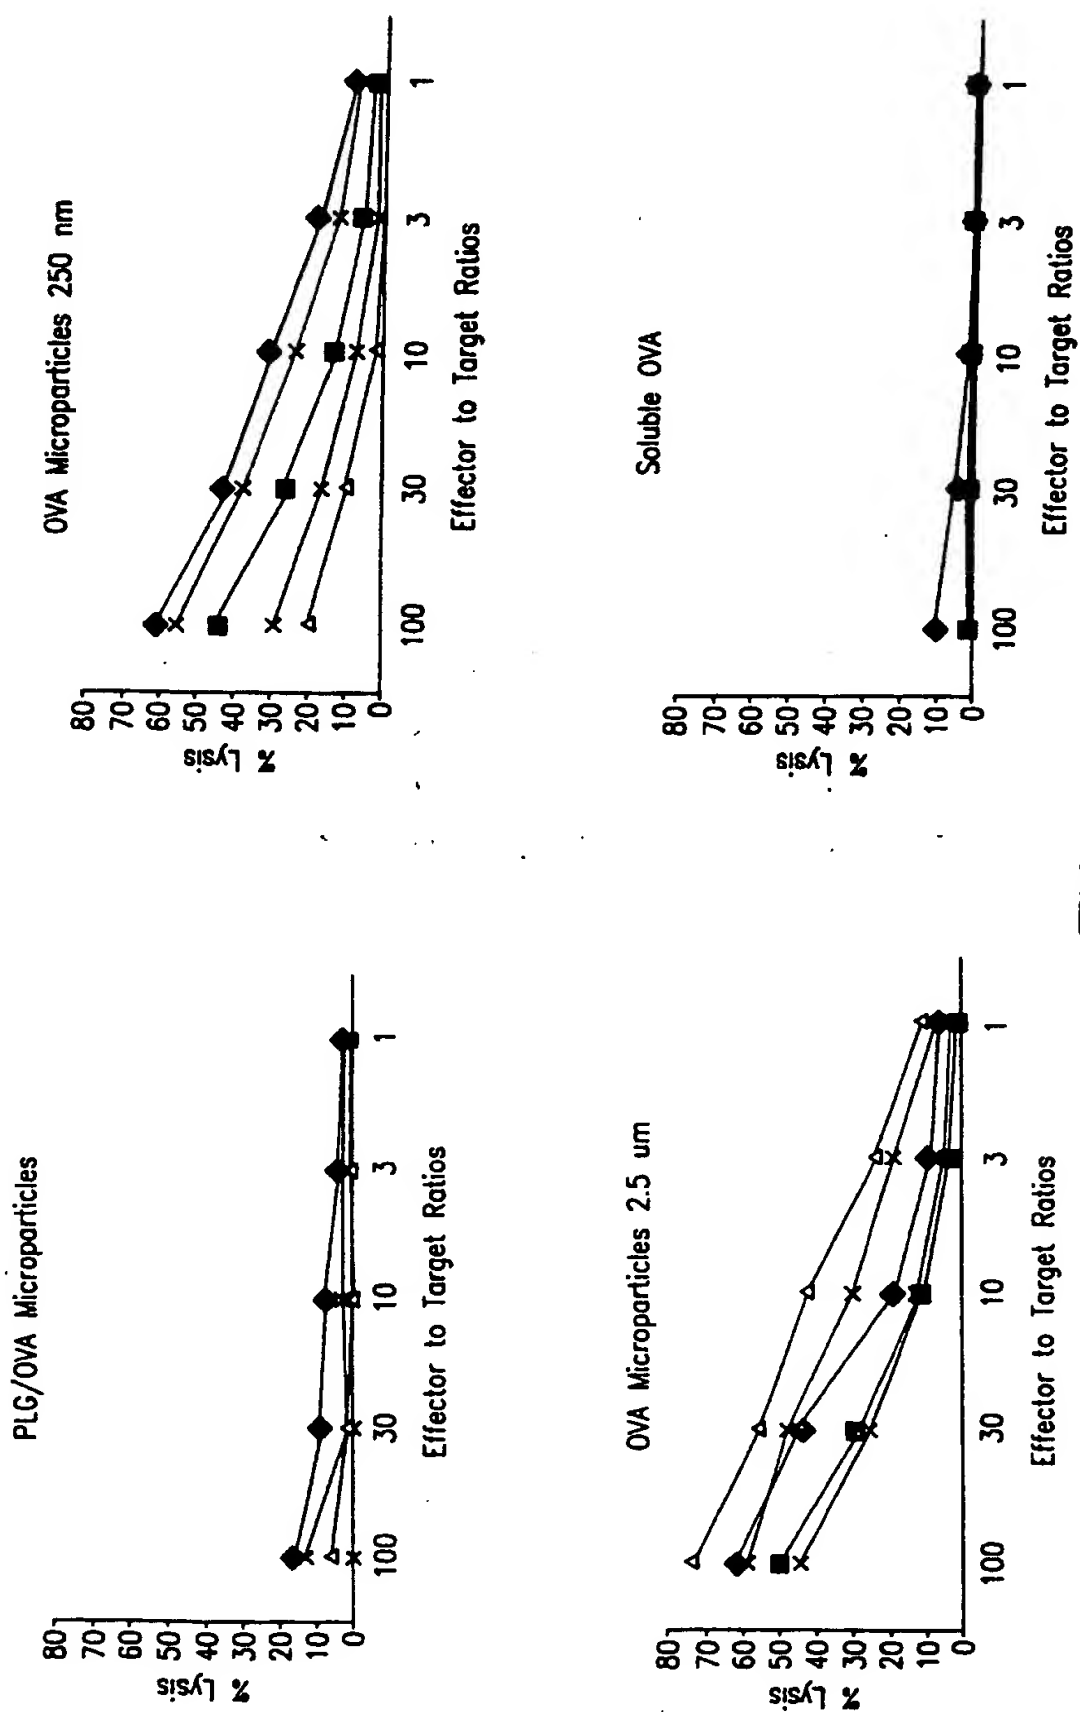 PLG/OVA Microparticles
% Lysis
80
70
60
50
40
30
20
10
0
100 30 10 3 1
Effector to Target Ratios
OVA Microparticles 250 nm
% Lysis
80
70
60
50
40
30
20
10
0
100 30 10 3 1
Effector to Target Ratios
OVA Microparticles 2.5 um
% Lysis
80
70
60
50
40
30
20
10
0
100 30 10 3 1
Effector to Target Ratios
Soluble OVA
% Lysis
80
70
60
50
40
30
20
10
0
100 30 10 3 1
Effector to Target Ratios